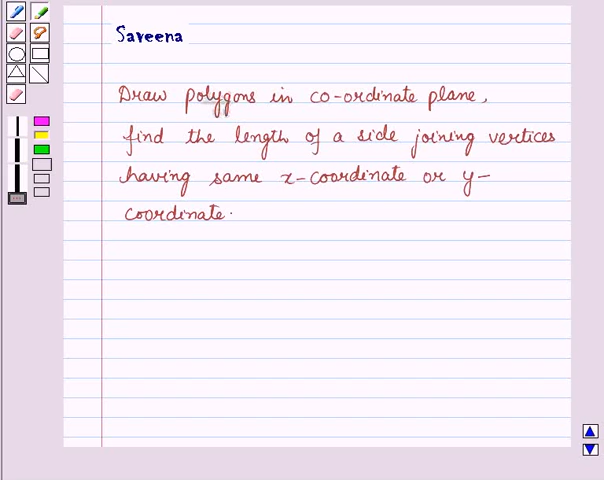 Saveena
Draw polygons in co-ordinate plane,
find the length of a side joining vertices
having same x-coordinate or y-
coordinate.